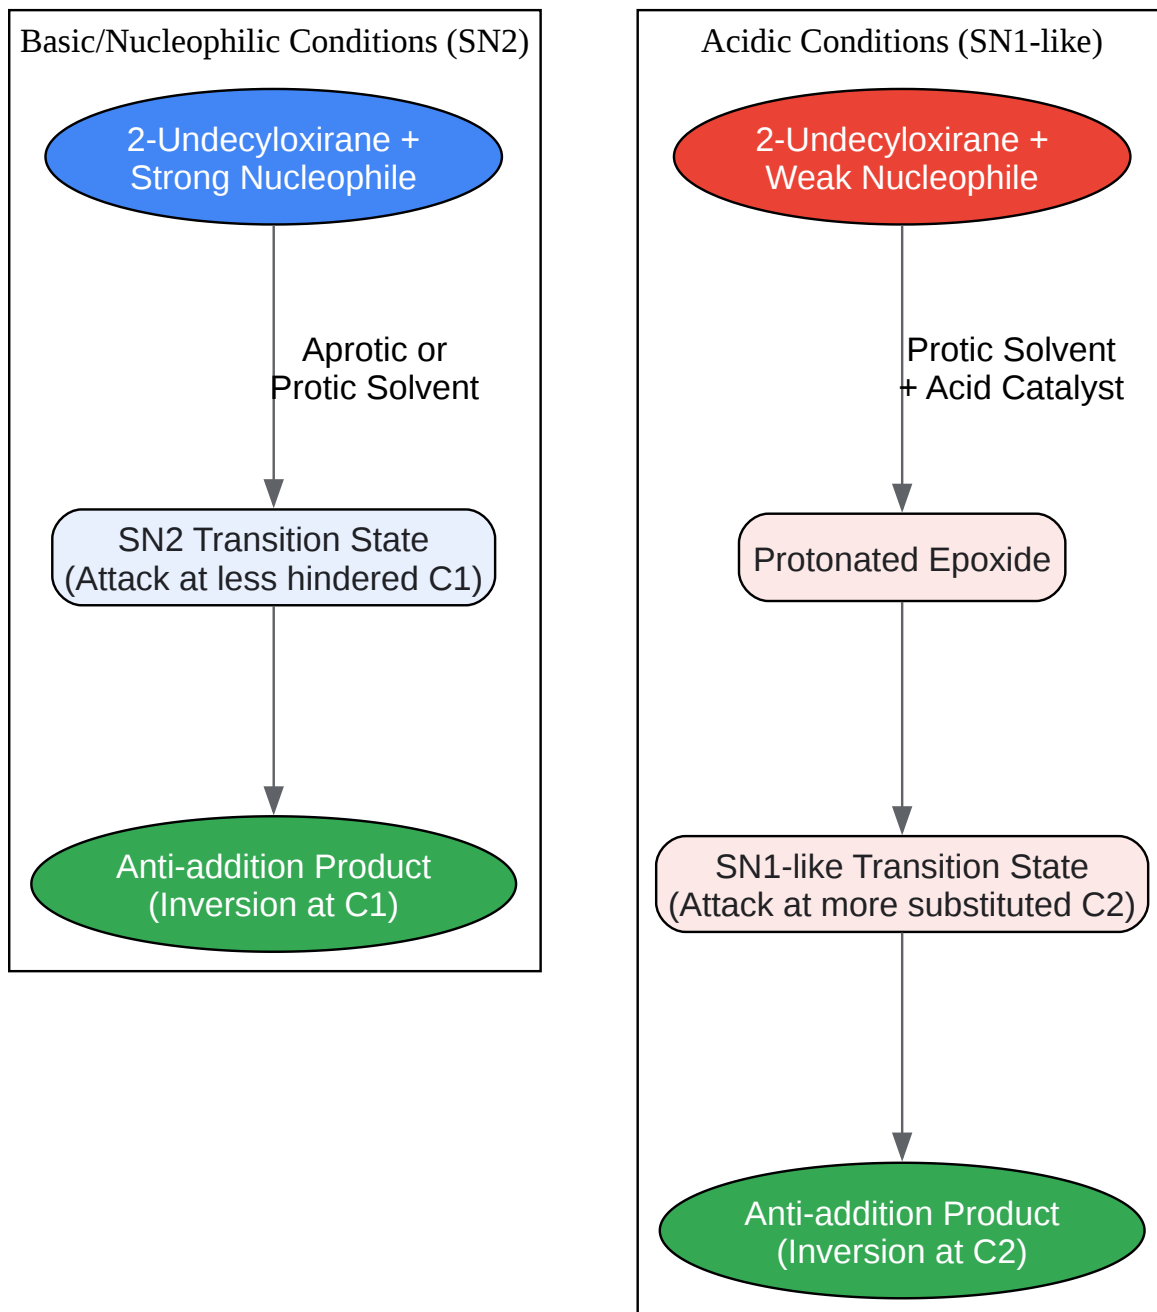 Basic/Nucleophilic Conditions (SN2)
2-Undecyloxirane +
Strong Nucleophile
Aprotic or
Protic Solvent
SN2 Transition State
(Attack at less hindered C1)
Anti-addition Product
(Inversion at C1)
Acidic Conditions (SN1-like)
2-Undecyloxirane +
Weak Nucleophile
Protic Solvent
+ Acid Catalyst
Protonated Epoxide
SN1-like Transition State
(Attack at more substituted C2)
Anti-addition Product
(Inversion at C2)